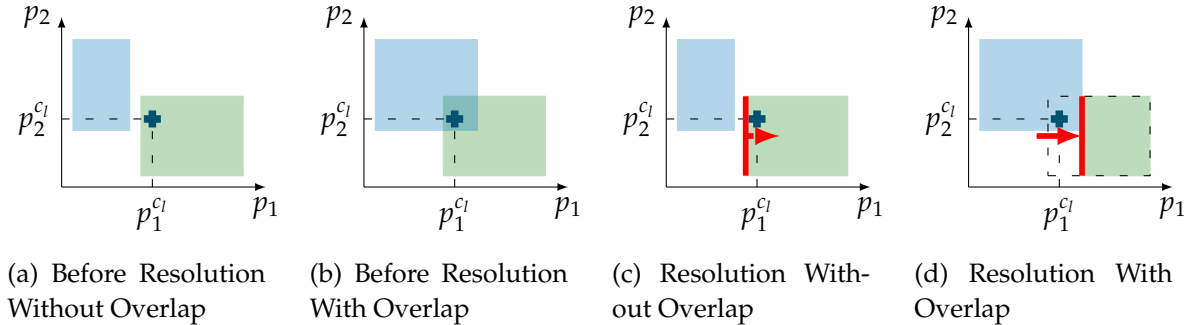 p₂ p₂ p₂ p₂
p₂^{c_l} p₂^{c_l} p₂^{c_l} p₂^{c_l}
p₁^{c_l} p₁ p₁^{c_l} p₁ p₁^{c_l} p₁ p₁^{c_l} p₁
(a) Before Resolution
Without Overlap
(b) Before Resolution
With Overlap
(c) Resolution With-
out Overlap
(d) Resolution With
Overlap